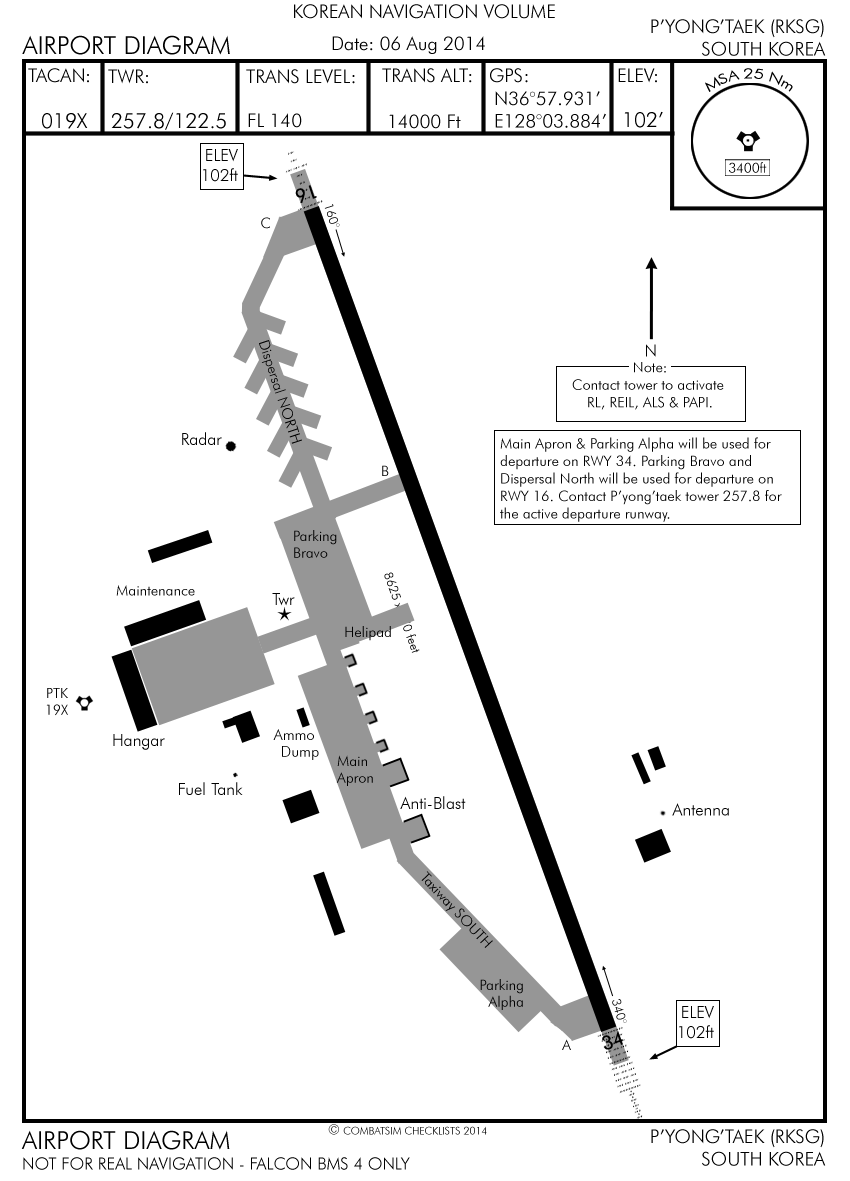 KOREAN NAVIGATION VOLUME
AIRPORT DIAGRAM
Date: 06 Aug 2014
P'YONG'TAEK (RKSG)
SOUTH KOREA
TACAN:
019X
TWR:
257.8/122.5
TRANS LEVEL:
FL 140
TRANS ALT:
14000 Ft
GPS:
N36°57.931'
E128°03.884'
ELEV:
102'
MSA 25 Nm
3400ft
ELEV
102ft
16
160°
C
N
Note:
Contact tower to activate
RL, REIL, ALS & PAPI.
Dispersal NORTH
Main Apron & Parking Alpha will be used for
departure on RWY 34. Parking Bravo and
Dispersal North will be used for departure on
RWY 16. Contact P'yong'taek tower 257.8 for
the active departure runway.
Radar
B
Parking
Bravo
8625 x
0 feet
Maintenance
Twr
Helipad
PTK
19X
Hangar
Ammo
Dump
Main
Apron
Fuel Tank
Anti-Blast
Antenna
Taxiway SOUTH
Parking
Alpha
340°
A
34
ELEV
102ft
© COMBATSIM CHECKLISTS 2014
AIRPORT DIAGRAM
NOT FOR REAL NAVIGATION - FALCON BMS 4 ONLY
P'YONG'TAEK (RKSG)
SOUTH KOREA